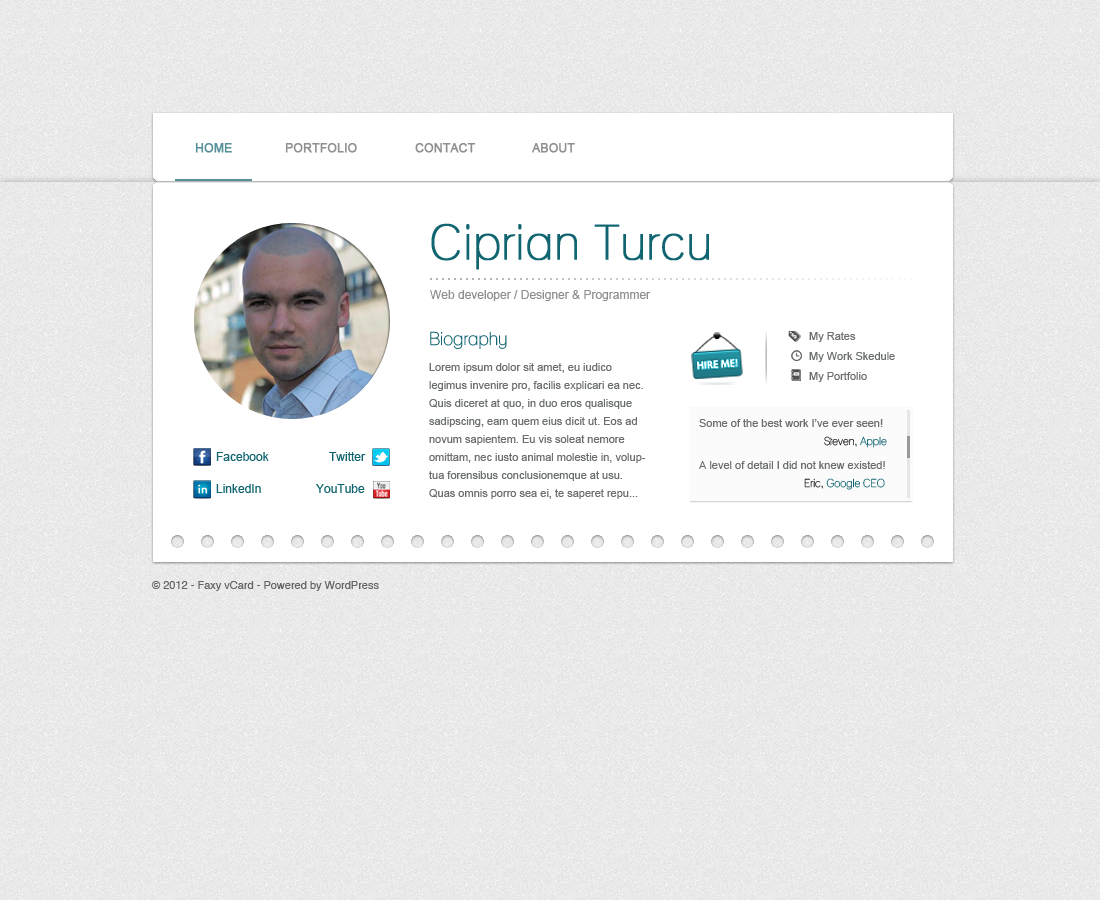 HOME PORTFOLIO CONTACT ABOUT
Ciprian Turcu
Web developer / Designer & Programmer
Facebook
Twitter
LinkedIn
YouTube
You
Tube
Biography
Lorem ipsum dolor sit amet, eu iudico
legimus invenire pro, facilis explicari ea nec.
Quis diceret at quo, in duo eros qualisque
sadipscing, eam quem eius dicit ut. Eos ad
novum sapientem. Eu vis soleat nemore
omittam, nec iusto animal molestie in, volup-
tua forensibus conclusionemque at usu.
Quas omnis porro sea ei, te saperet repu...
HIRE ME!
My Rates
My Work Skedule
My Portfolio
Some of the best work I've ever seen!
Steven, Apple
A level of detail I did not knew existed!
Eric, Google CEO
© 2012 - Faxy vCard - Powered by WordPress